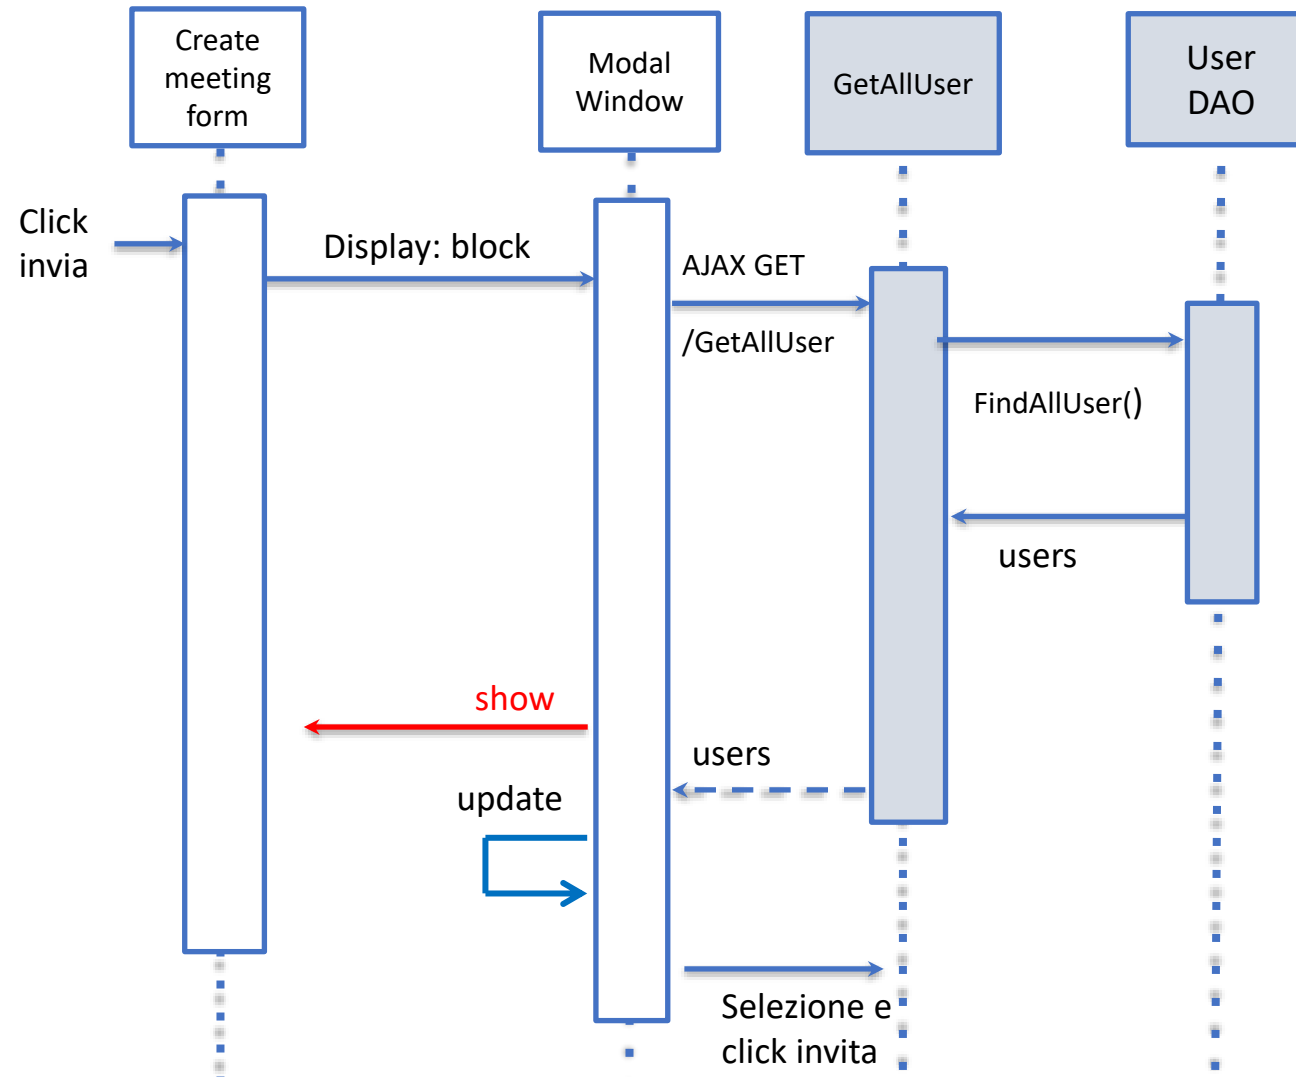 Create
meeting
form
Modal
Window
GetAllUser
User
DAO
Click
invia
Display: block
AJAX GET
/GetAllUser
FindAllUser()
users
show
users
update
Selezione e
click invita